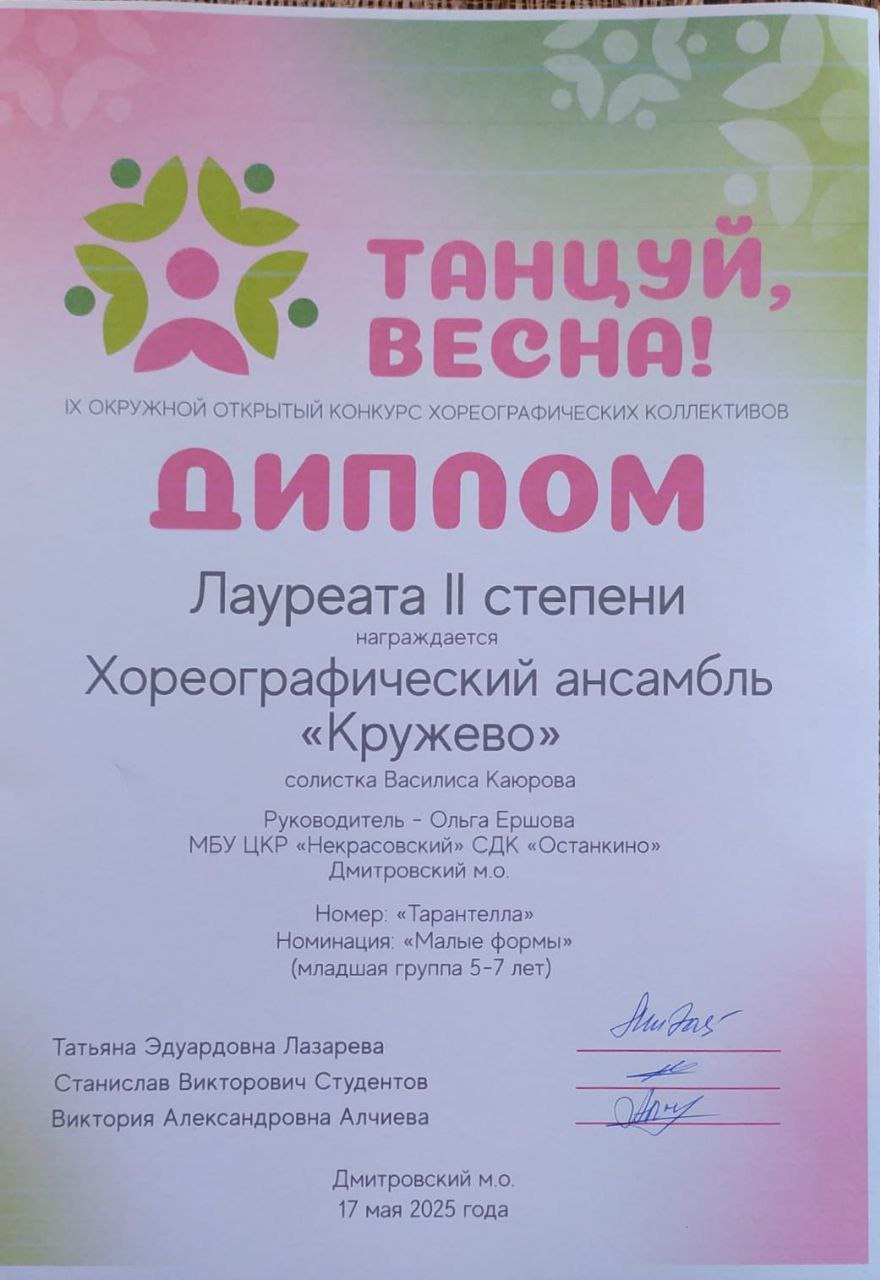 ТАНЦУЙ,
ВЕСНА!
IX ОКРУЖНОЙ ОТКРЫТЫЙ КОНКУРС ХОРЕОГРАФИЧЕСКИХ КОЛЛЕКТИВОВ
ДИПЛОМ
Лауреата II степени
награждается
Хореографический ансамбль
«Кружево»
солистка Василиса Каюрова
Руководитель - Ольга Ершова
МБУ ЦКР «Некрасовский» СДК «Останкино»
Дмитровский м.о.
Номер: «Тарантелла»
Номинация: «Малые формы»
(младшая группа 5-7 лет)
Татьяна Эдуардовна Лазарева
Станислав Викторович Студентов
Виктория Александровна Алчиева
Дмитровский м.о.
17 мая 2025 года